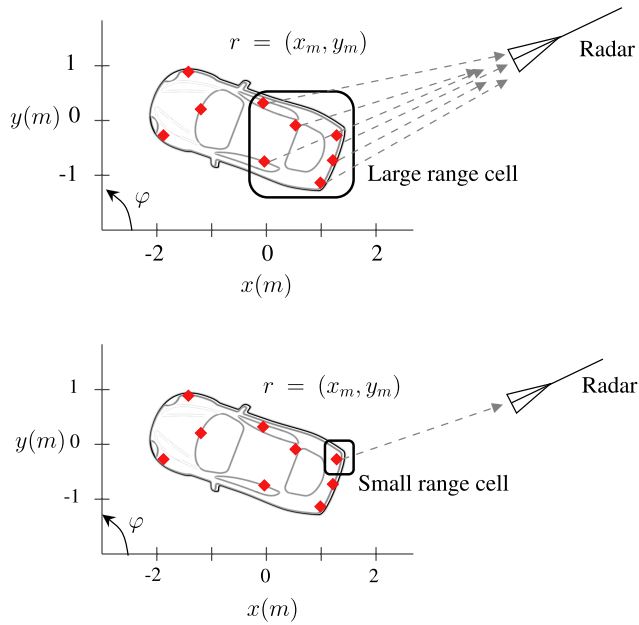 r = (x_m, y_m)
Radar
1
y(m) 0
-1
Large range cell
φ
-2 0 2
x(m)
r = (x_m, y_m)
Radar
1
y(m) 0
-1
Small range cell
φ
-2 0 2
x(m)